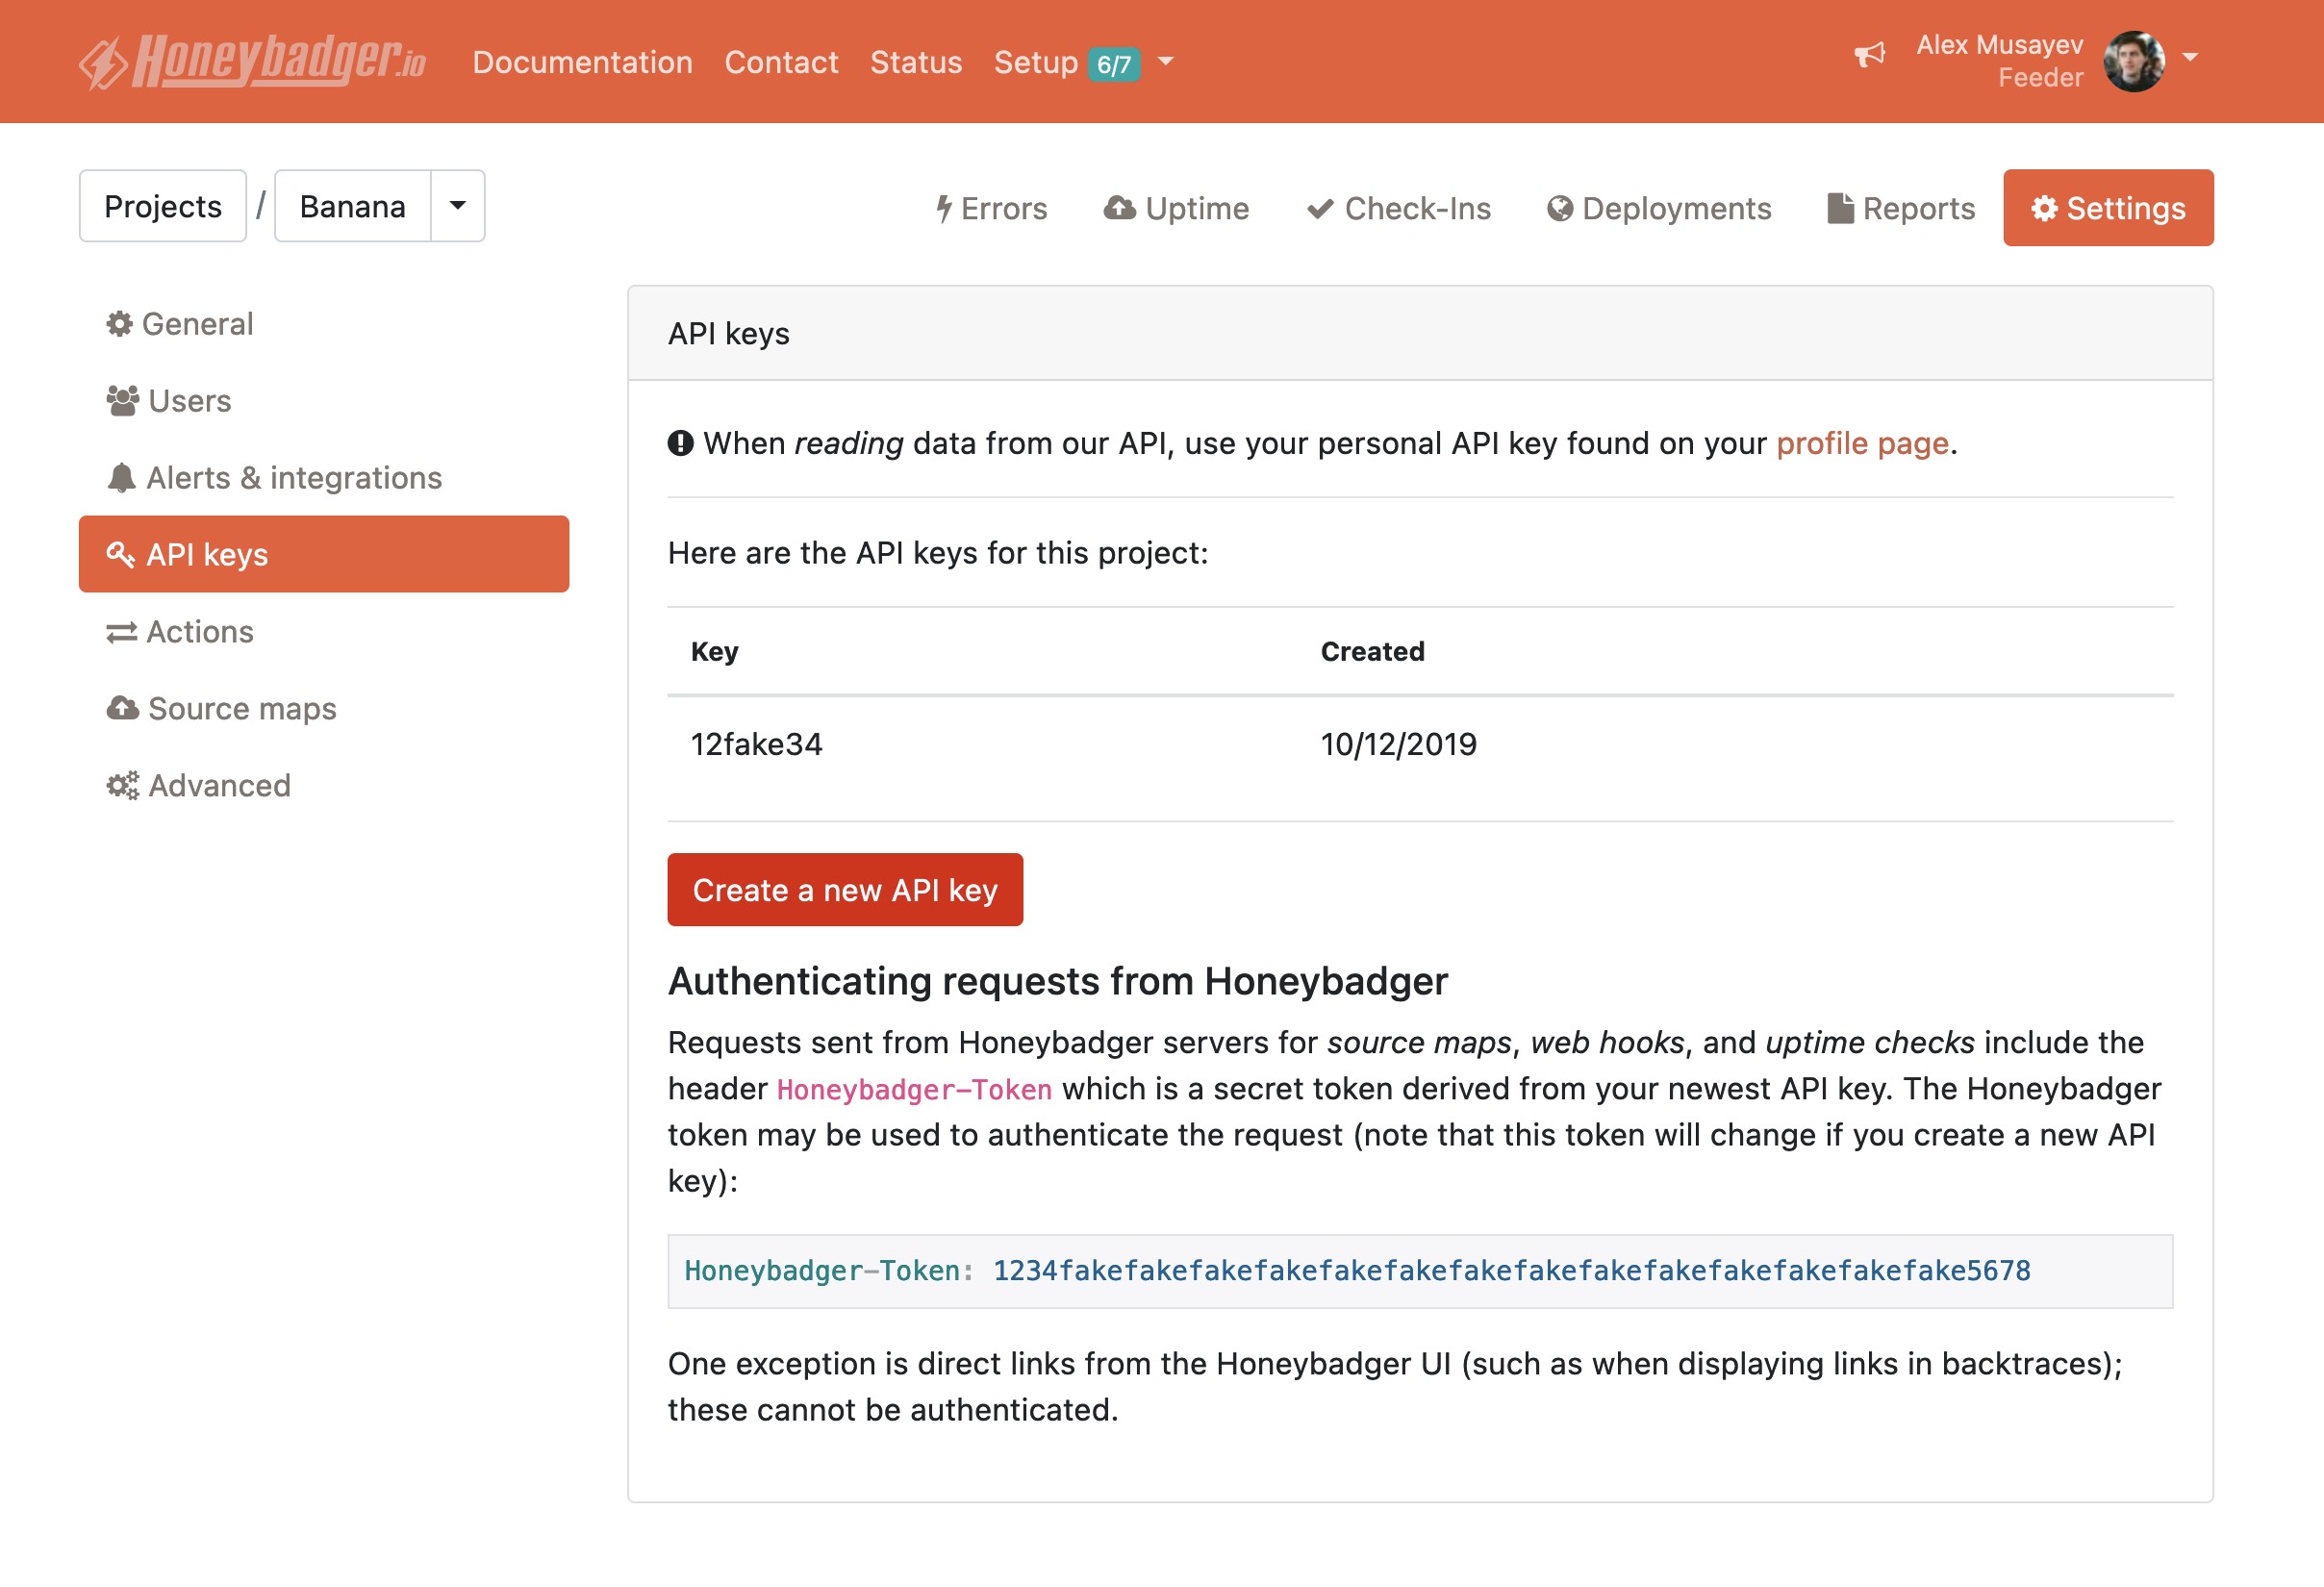 Honeybadger.io Documentation Contact Status Setup 6/7
Alex Musayev
Feeder
Projects / Banana
Errors Uptime Check-Ins Deployments Reports Settings
General
Users
Alerts & integrations
API keys
Actions
Source maps
Advanced
API keys
When reading data from our API, use your personal API key found on your profile page.
Here are the API keys for this project:
Key Created
12fake34 10/12/2019
Create a new API key
Authenticating requests from Honeybadger
Requests sent from Honeybadger servers for source maps, web hooks, and uptime checks include the
header Honeybadger-Token which is a secret token derived from your newest API key. The Honeybadger
token may be used to authenticate the request (note that this token will change if you create a new API
key):
Honeybadger-Token: 1234fakefakefakefakefakefakefakefakefakefakefakefakefakefake5678
One exception is direct links from the Honeybadger UI (such as when displaying links in backtraces);
these cannot be authenticated.